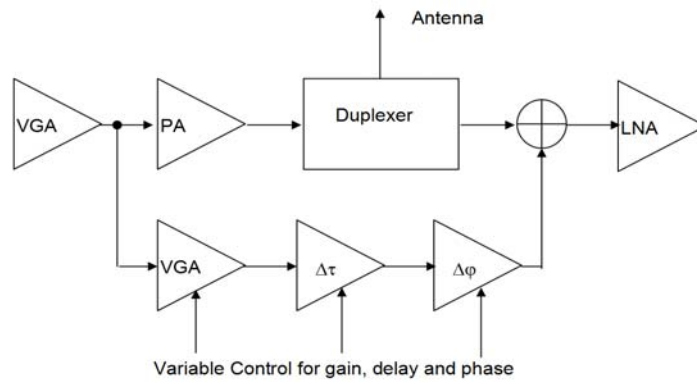 Antenna
VGA
PA
Duplexer
LNA
VGA
Δτ
Δφ
Variable Control for gain, delay and phase